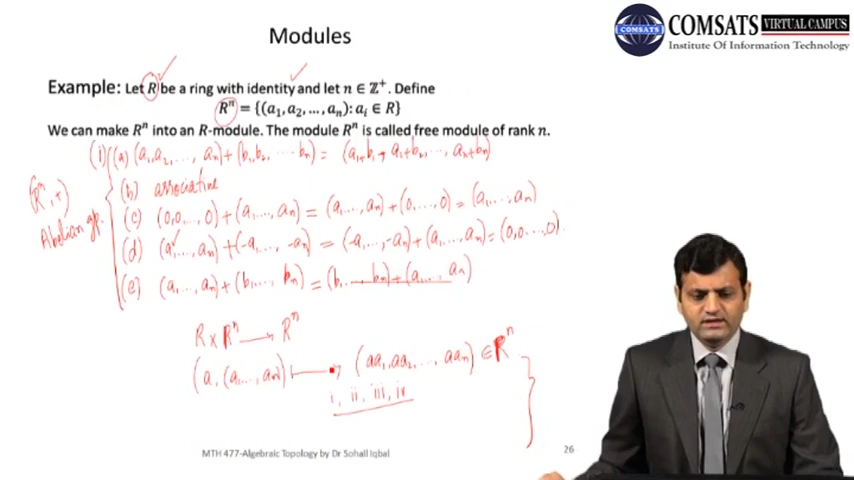 Modules
COMSATS VIRTUAL CAMPUS
Institute Of Information Technology
Example: Let R be a ring with identity and let n ∈ ℤ⁺. Define
Rⁿ = {(a₁, a₂, ..., aₙ): aᵢ ∈ R}
We can make Rⁿ into an R-module. The module Rⁿ is called free module of rank n.
(i) (a) (a₁, a₂, ..., aₙ) + (b₁, b₂, ... bₙ) = (a₁+b₁, a₂+b₂, ..., aₙ+bₙ)
(b) associative
(Rⁿ, +)
Abelian gp.
(c) (0,0,...,0) + (a₁,...,aₙ) = (a₁,...,aₙ) + (0,...,0) = (a₁,...,aₙ)
(d) (a₁,...,aₙ) + (-a₁,...,-aₙ) = (-a₁,...,-aₙ) + (a₁,...,aₙ) = (0,0...,0).
(e) (a₁,...,aₙ) + (b₁,...,bₙ) = (b₁,...,bₙ) + (a₁,...,aₙ)
R × Rⁿ → Rⁿ
(a, (a₁,...,aₙ)) ↦ (aa₁, aa₂, ..., aaₙ) ∈ Rⁿ
i, ii, iii, iv
MTH 477-Algebraic Topology by Dr Sohail Iqbal
26